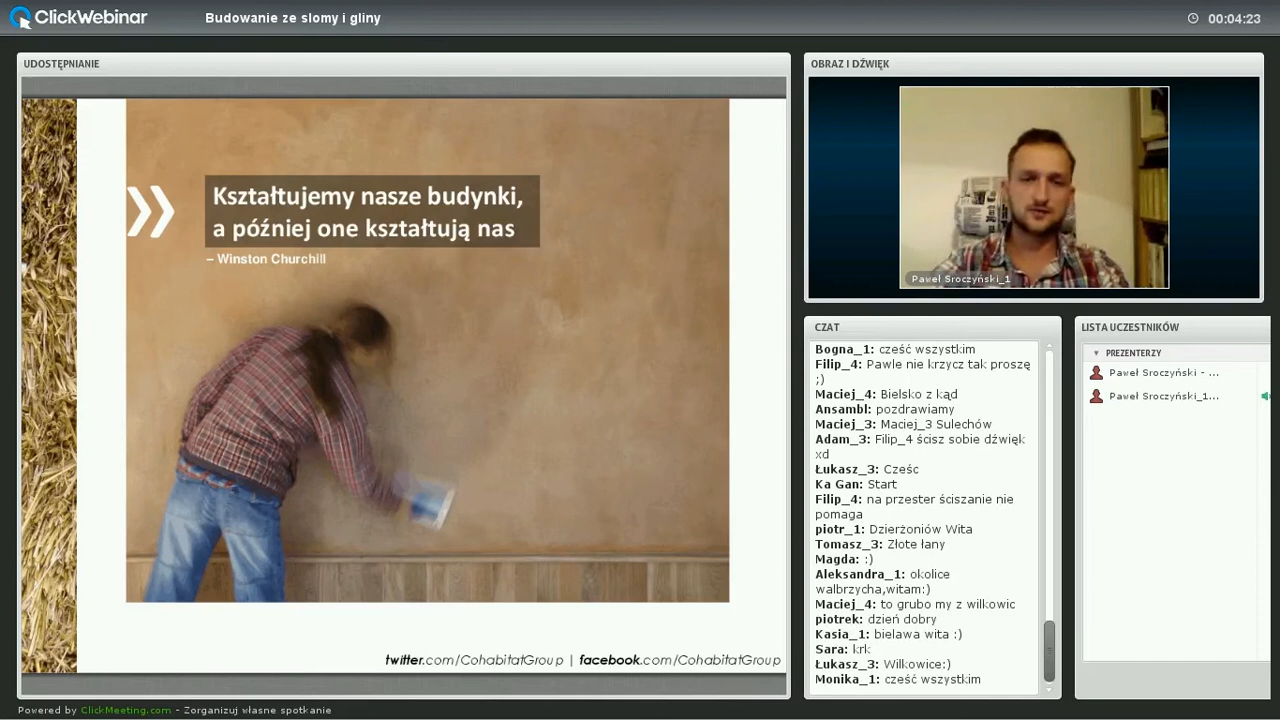 ClickWebinar
Budowanie ze slomy i gliny
00:04:23
UDOSTĘPNIANIE
Kształtujemy nasze budynki,
a później one kształtują nas
– Winston Churchill
twitter.com/CohabitatGroup | facebook.com/CohabitatGroup
OBRAZ I DŹWIĘK
Paweł Sroczyński_1
CZAT
Bogna_1: cześć wszystkim
Filip_4: Pawle nie krzycz tak proszę
;)
Maciej_4: Bielsko z kąd
Ansambl: pozdrawiamy
Maciej_3: Maciej_3 Sulechów
Adam_3: Filip_4 ścisz sobie dźwięk
xd
Łukasz_3: Cześc
Ka Gan: Start
Filip_4: na przester ściszanie nie
pomaga
piotr_1: Dzierżoniów Wita
Tomasz_3: Złote łany
Magda: :)
Aleksandra_1: okolice
walbrzycha,witam:)
Maciej_4: to grubo my z wilkowic
piotrek: dzień dobry
Kasia_1: bielawa wita :)
Sara: krk
Łukasz_3: Wilkowice:)
Monika_1: cześć wszystkim
LISTA UCZESTNIKÓW
PREZENTERZY
Paweł Sroczyński - ...
Paweł Sroczyński_1...
Powered by ClickMeeting.com - Zorganizuj własne spotkanie